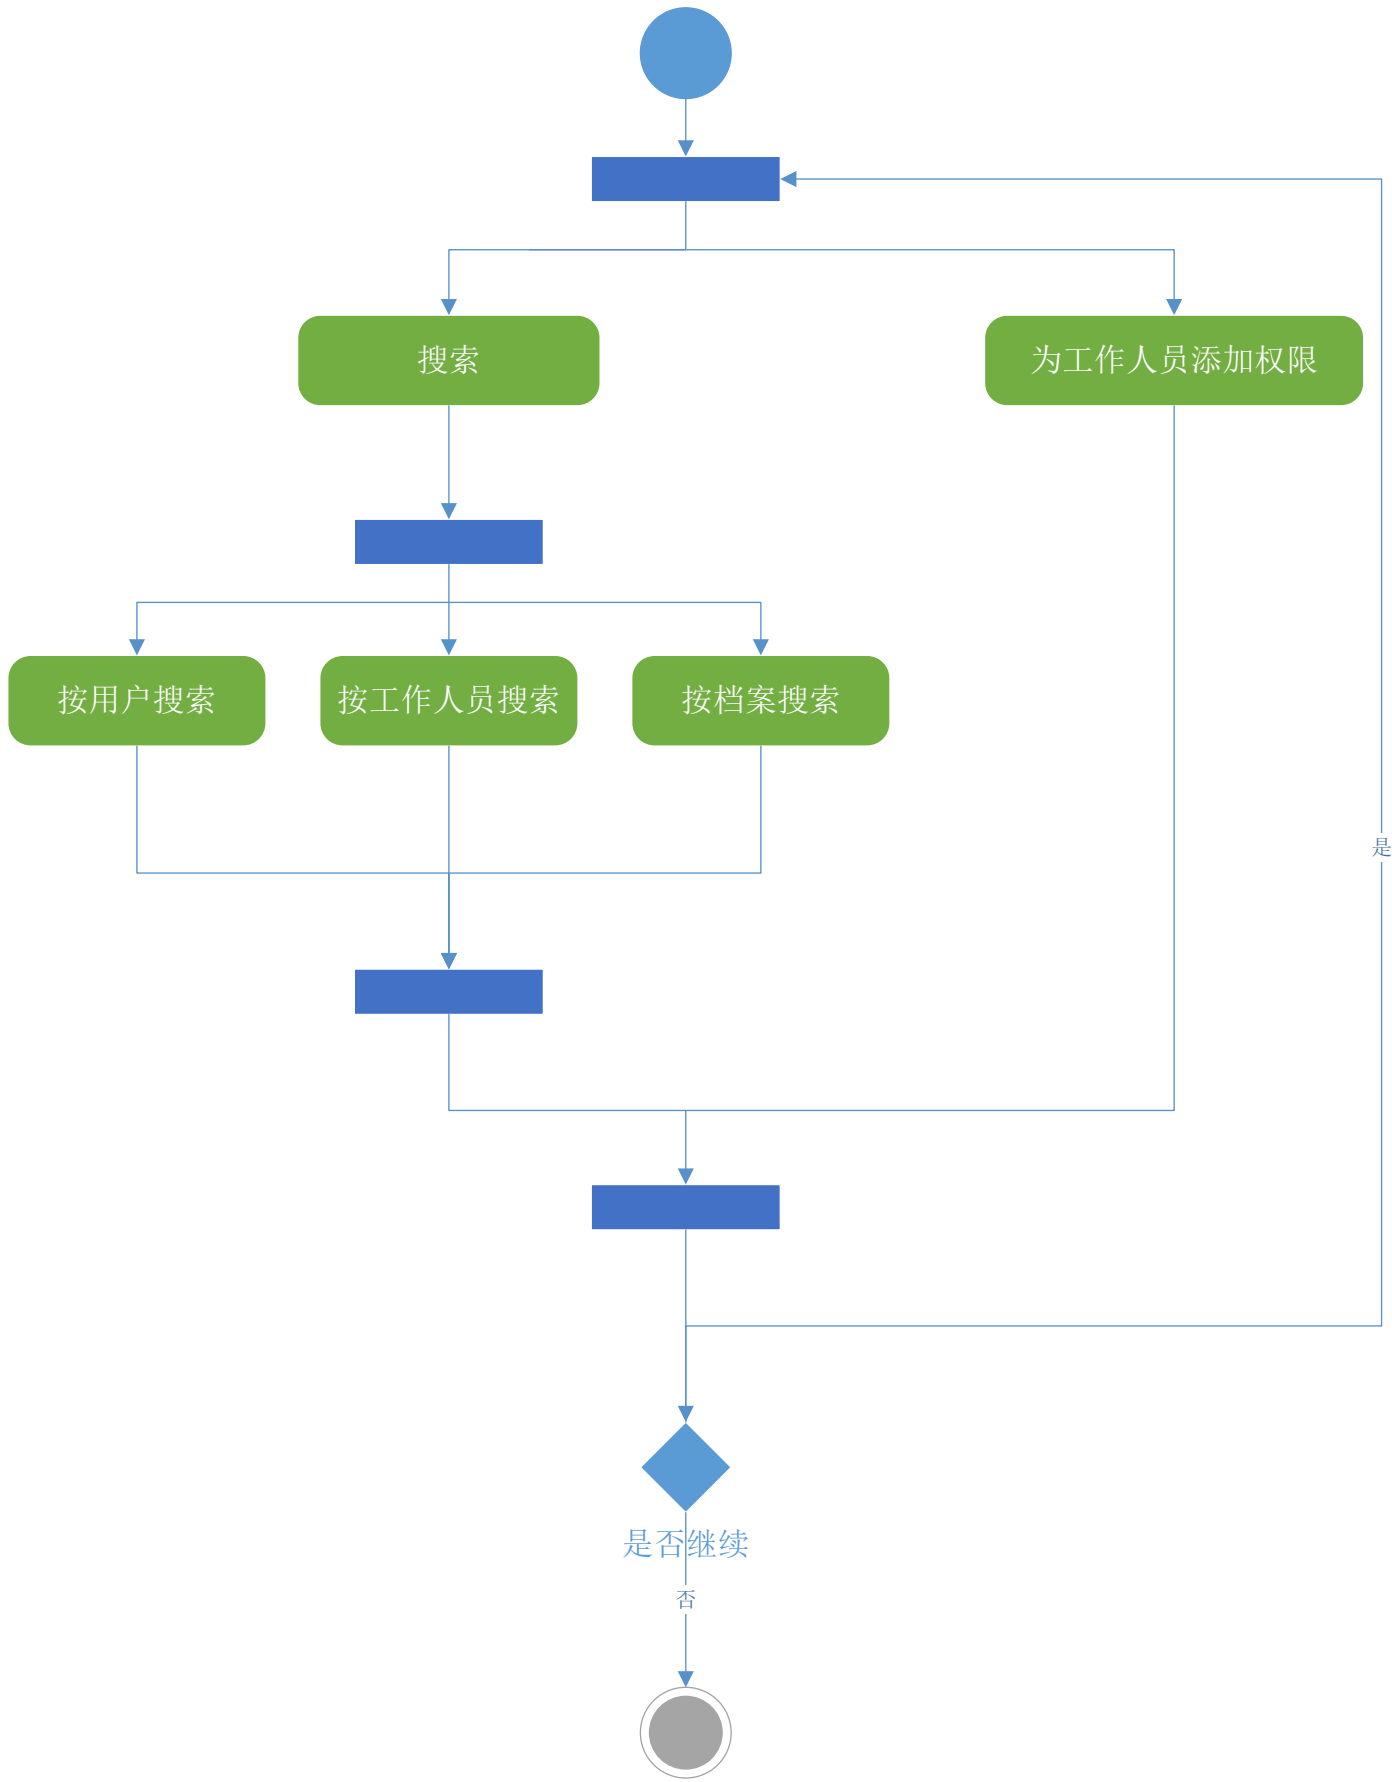 搜索
为工作人员添加权限
按用户搜索
按工作人员搜索
按档案搜索
是
是否继续
否